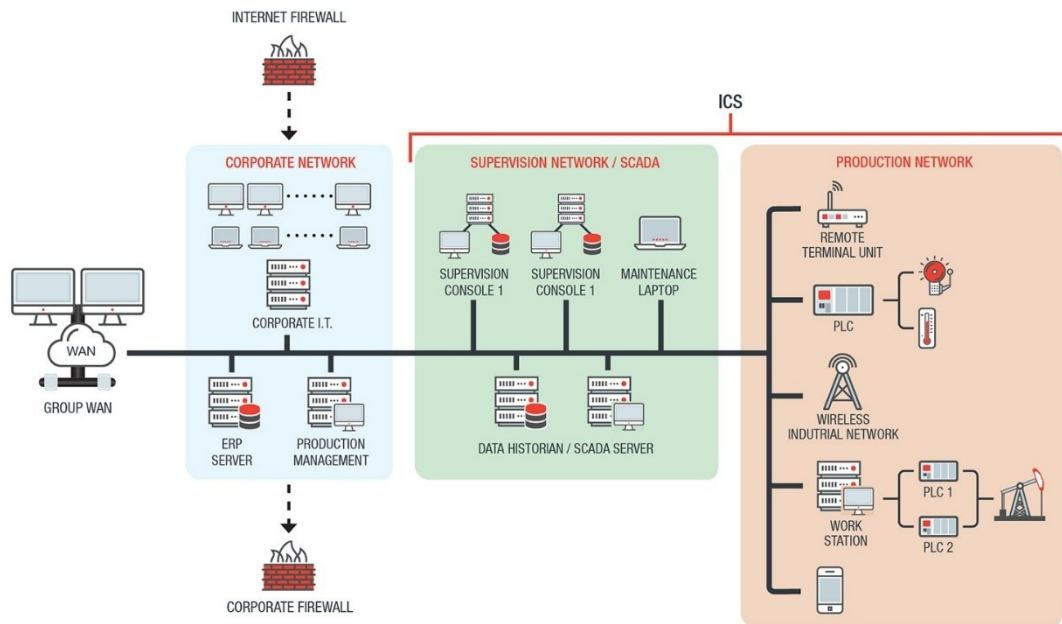 INTERNET FIREWALL
ICS
CORPORATE NETWORK
SUPERVISION NETWORK / SCADA
PRODUCTION NETWORK
REMOTE
TERMINAL UNIT
SUPERVISION
CONSOLE 1
SUPERVISION
CONSOLE 1
MAINTENANCE
LAPTOP
CORPORATE I.T.
PLC
WAN
GROUP WAN
WIRELESS
INDUTRIAL NETWORK
ERP
SERVER
PRODUCTION
MANAGEMENT
DATA HISTORIAN / SCADA SERVER
PLC 1
WORK
STATION
PLC 2
CORPORATE FIREWALL